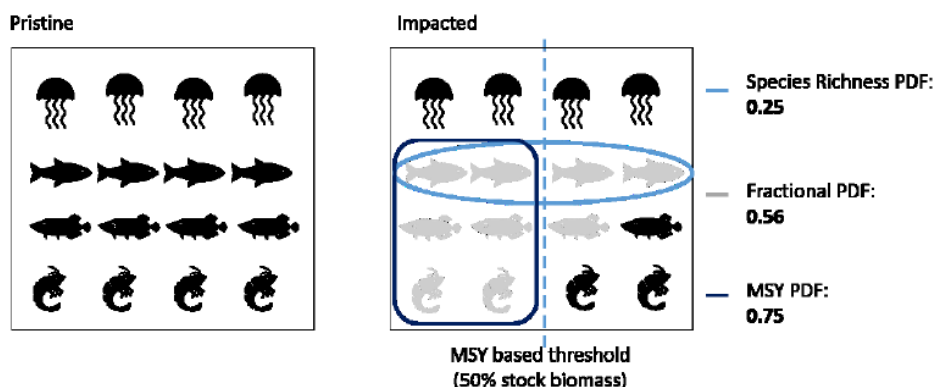 Pristine
Impacted
Species Richness PDF:
0.25
Fractional PDF:
0.56
MSY PDF:
0.75
MSY based threshold
(50% stock biomass)